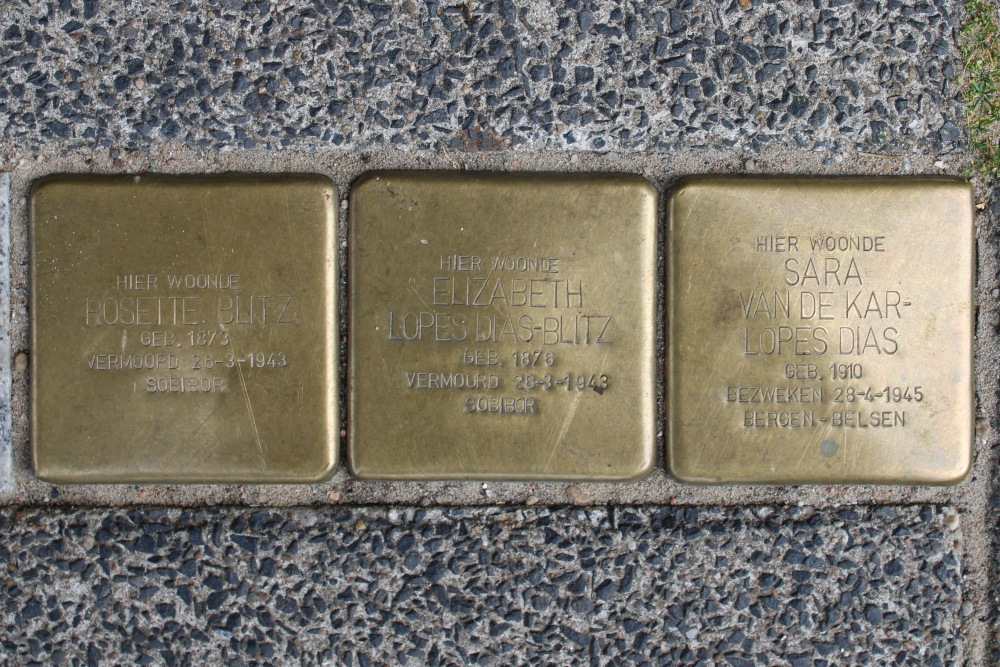 HIER WOONDE
ROSETTE BLITZ
GEB. 1873
VERMOORD 26-3-1943
SOBIBOR
HIER WOONDE
ELIZABETH
LOPES DIAS-BLITZ
GEB. 1876
VERMOORD 26-3-1943
SOBIBOR
HIER WOONDE
SARA
VAN DE KAR-
LOPES DIAS
GEB. 1910
BEZWEKEN 28-4-1945
BERGEN-BELSEN